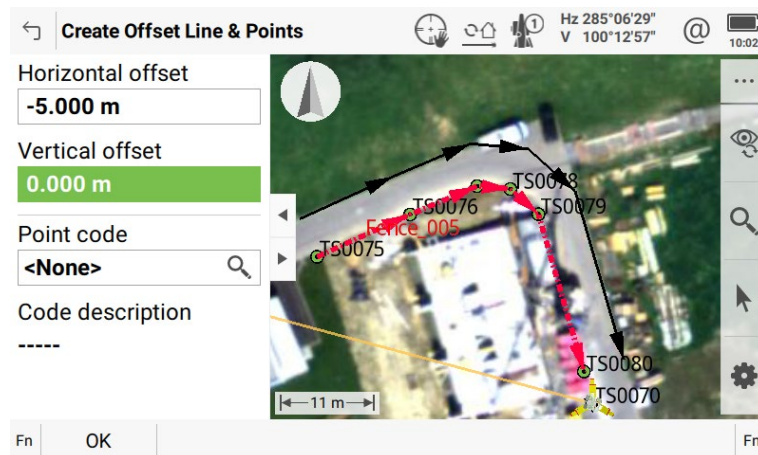 Create Offset Line & Points
1
Hz 285°06'29"
V 100°12'57"
@
10:02
Horizontal offset
-5.000 m
Vertical offset
0.000 m
Point code
<None>
Code description
-----
TS0078
TS0076
TS0079
Fence_005
TS0075
TS0080
TS0070
11 m
Fn
OK
Fn